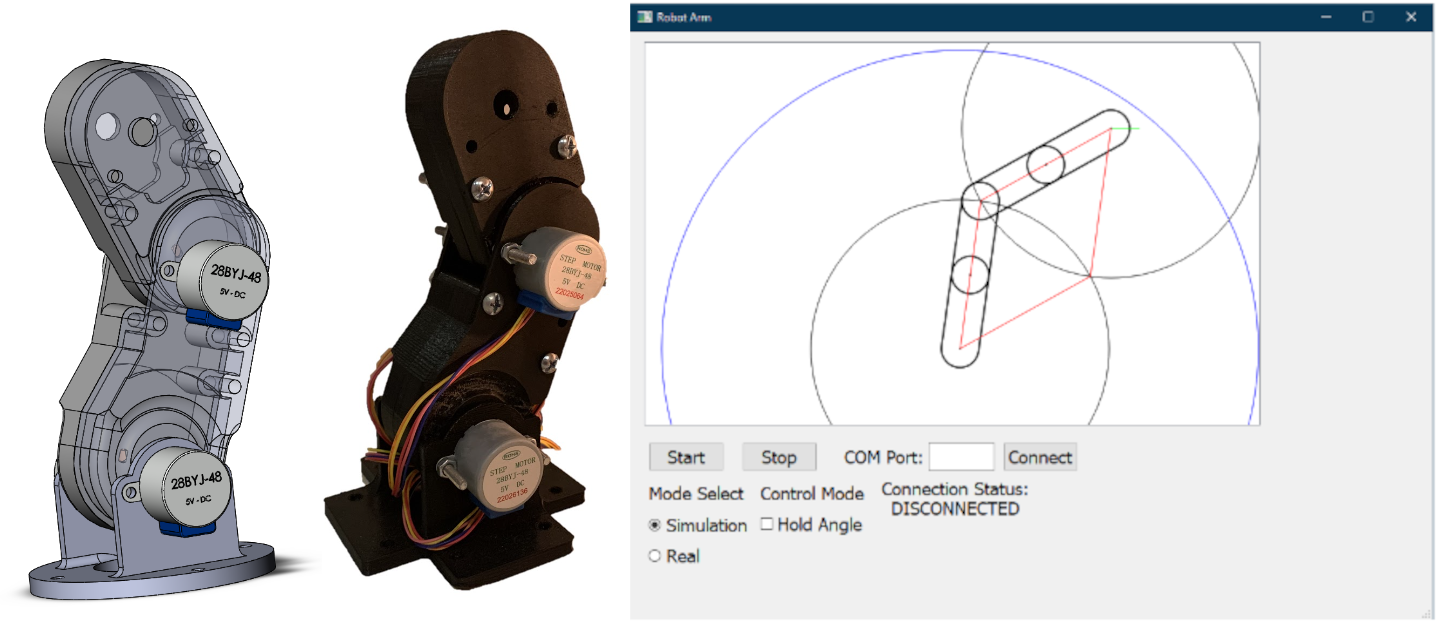 28BYJ-48
5V - DC
28BYJ-48
5V - DC
STEP MOTOR
28BYJ-48
5V DC
22025064
STEP MOTOR
28BYJ-48
5V DC
22026136
Robot Arm
Start
Stop
COM Port:
Connect
Mode Select
Control Mode
Connection Status:
DISCONNECTED
Simulation
Hold Angle
Real